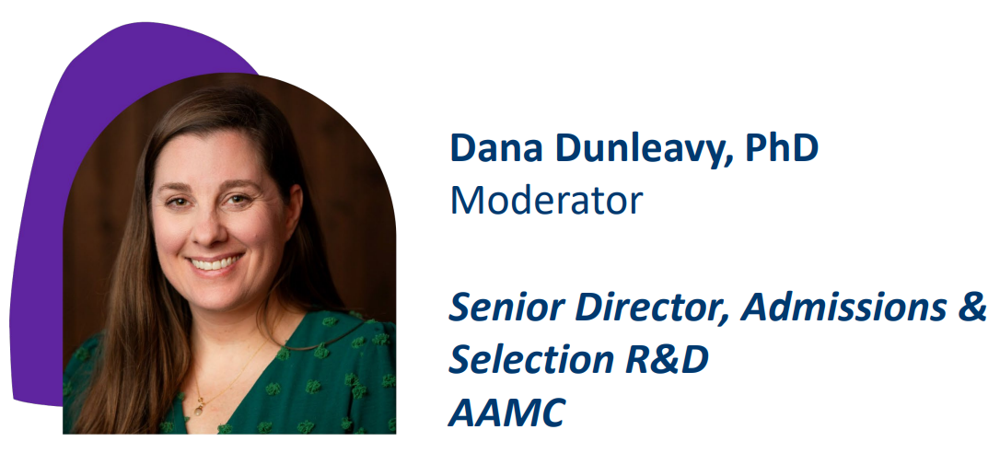 Dana Dunleavy, PhD
Moderator
Senior Director, Admissions &
Selection R&D
AAMC